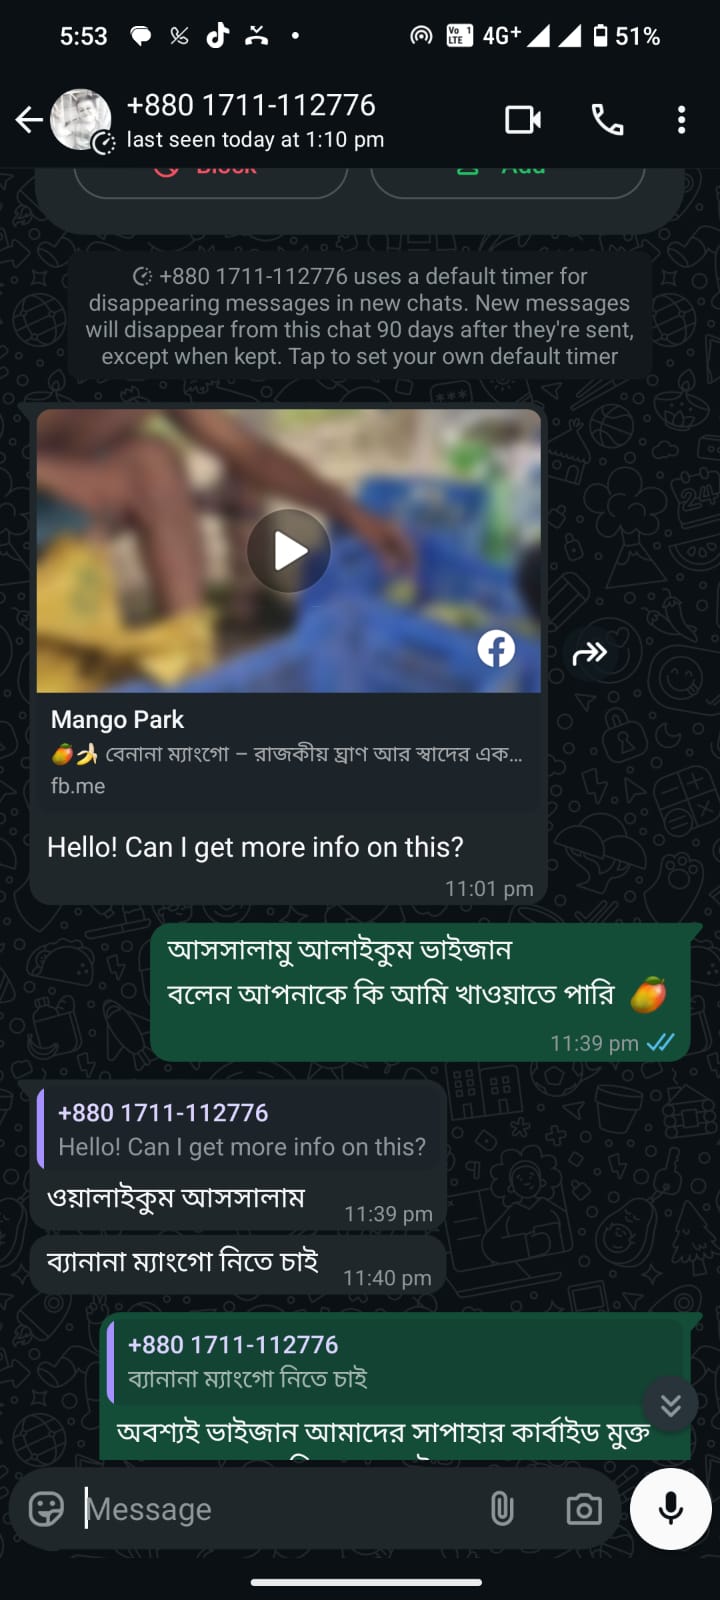 5:53
Vo 1 LTE 4G+ 51%
+880 1711-112776
last seen today at 1:10 pm
Block Add
+880 1711-112776 uses a default timer for
disappearing messages in new chats. New messages
will disappear from this chat 90 days after they're sent,
except when kept. Tap to set your own default timer
Mango Park
🥭🍌 বেনানা ম্যাংগো – রাজকীয় ঘ্রাণ আর স্বাদের এক...
fb.me
Hello! Can I get more info on this?
11:01 pm
আসসালামু আলাইকুম ভাইজান
বলেন আপনাকে কি আমি খাওয়াতে পারি 🥭
11:39 pm
+880 1711-112776
Hello! Can I get more info on this?
ওয়ালাইকুম আসসালাম
11:39 pm
ব্যানানা ম্যাংগো নিতে চাই
11:40 pm
+880 1711-112776
ব্যানানা ম্যাংগো নিতে চাই
অবশ্যই ভাইজান আমাদের সাপাহার কার্বাইড মুক্ত
Message